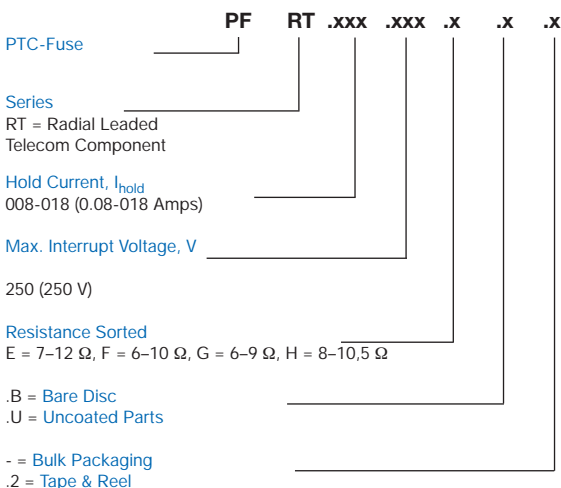 PF RT .xxx .xxx .x .x .x
PTC-Fuse
Series
RT = Radial Leaded
Telecom Component
Hold Current, Ihold
008-018 (0.08-018 Amps)
Max. Interrupt Voltage, V
250 (250 V)
Resistance Sorted
E = 7–12 Ω, F = 6–10 Ω, G = 6–9 Ω, H = 8–10,5 Ω
.B = Bare Disc
.U = Uncoated Parts
- = Bulk Packaging
.2 = Tape & Reel